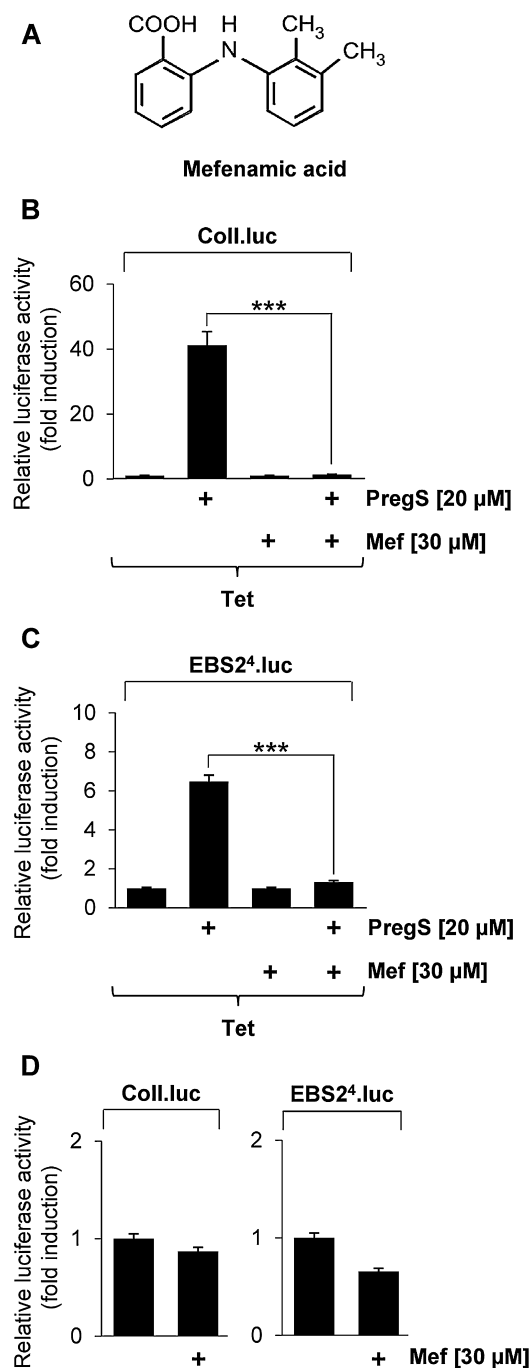 A
COOH
H
N
CH₃
CH₃
Mefenamic acid
B
Coll.luc
Relative luciferase activity
(fold induction)
60
40
20
0
***
+ + PregS [20 µM]
+ + Mef [30 µM]
Tet
C
EBS2⁴.luc
Relative luciferase activity
(fold induction)
10
8
6
4
2
0
***
+ + PregS [20 µM]
+ + Mef [30 µM]
Tet
D
Coll.luc
EBS2⁴.luc
Relative luciferase activity
(fold induction)
2
1
0
2
1
0
+ + Mef [30 µM]